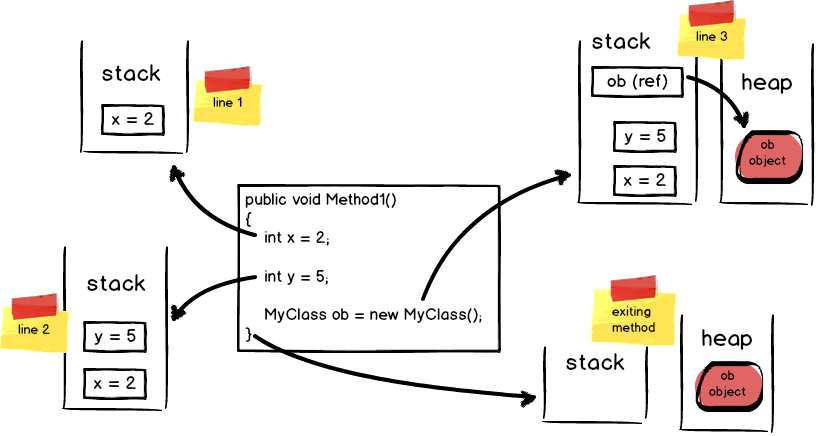 stack
x = 2
line 1
stack
ob (ref)
y = 5
x = 2
line 3
heap
ob
object
public void Method1()
{
int x = 2;
int y = 5;
MyClass ob = new MyClass();
}
line 2
stack
y = 5
x = 2
exiting
method
stack
heap
ob
object